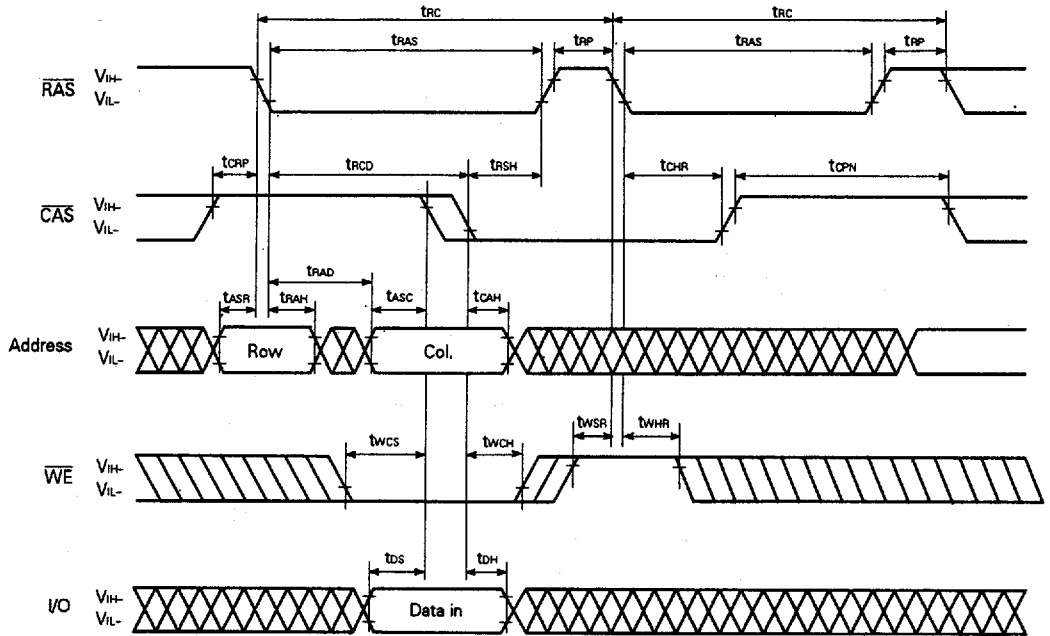 tRC tRC
tRAS tRP tRAS tRP
RAS VIH–
VIL–
tCRP tRCD tRSH tCHR tCPN
CAS VIH–
VIL–
tRAD
tASR tRAH tASC tCAH
Address VIH–
VIL–
Row Col.
tWSR tWHR
tWCS tWCH
WE VIH–
VIL–
tDS tDH
I/O VIH–
VIL–
Data in